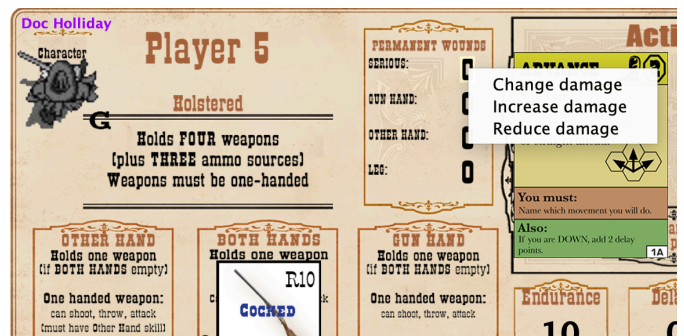 Doc Holliday
Character
G
Player 5
Holstered
Holds FOUR weapons
(plus THREE ammo sources)
Weapons must be one-handed
PERMANENT WOUNDS
SERIOUS: 0
GUN HAND: 0
OTHER HAND: 0
LEG: 0
Change damage
Increase damage
Reduce damage
Acti
ADVANCE
You must:
Name which movement you will do.
Also:
If you are DOWN, add 2 delay
points.
1A
OTHER HAND
Holds one weapon
(if BOTH HANDS empty)
One handed weapon:
can shoot, throw, attack
(must have Other Hand skill)
BOTH HANDS
Holds one weapon
R10
COCKED
GUN HAND
Holds one weapon
(if BOTH HANDS empty)
One handed weapon:
can shoot, throw, attack
Endurance
10
Dela